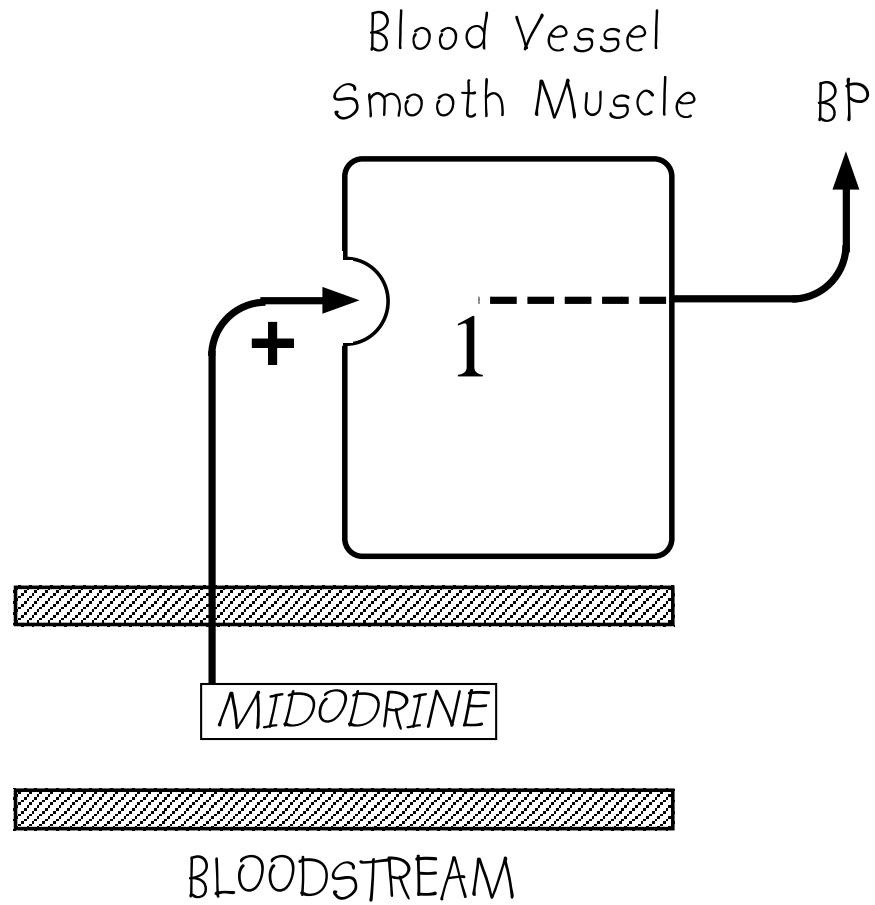 Blood Vessel
Smooth Muscle
BP
+
1
MIDODRINE
BLOODSTREAM